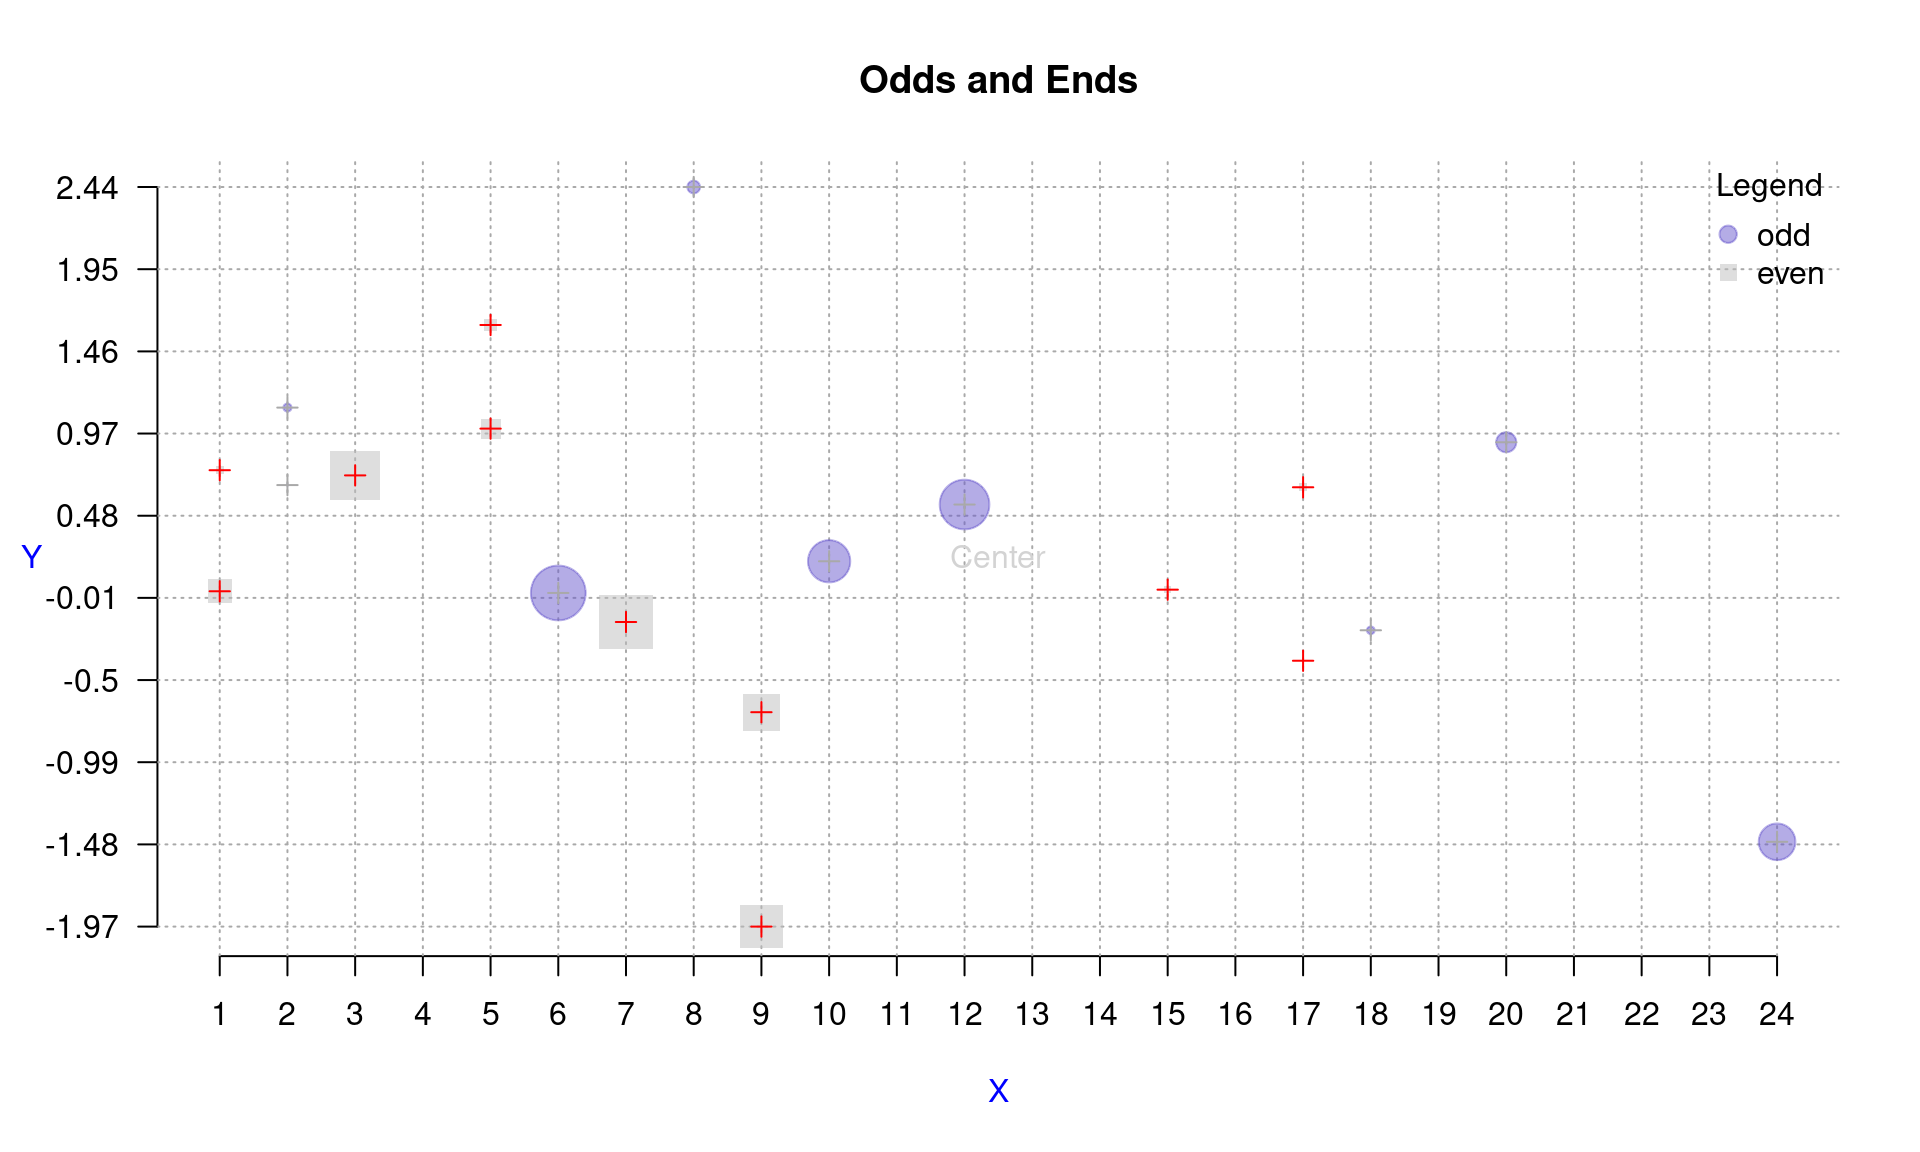 Odds and Ends
Legend
odd
even
2.44
1.95
1.46
0.97
0.48
-0.01
-0.5
-0.99
-1.48
-1.97
Y
Center
1 2 3 4 5 6 7 8 9 10 11 12 13 14 15 16 17 18 19 20 21 22 23 24
X